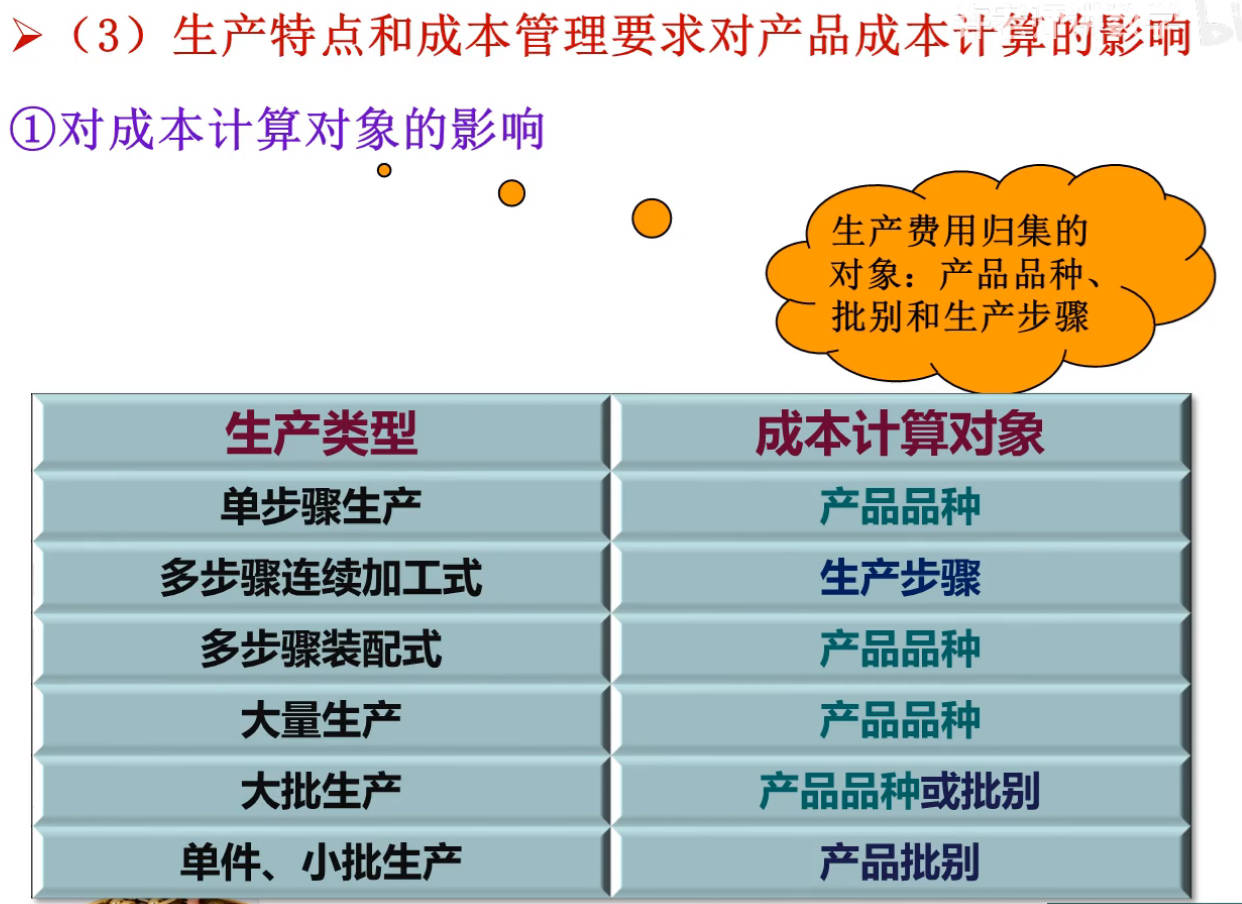 （3）生产特点和成本管理要求对产品成本计算的影响
①对成本计算对象的影响
生产费用归集的
对象：产品品种、
批别和生产步骤
生产类型 成本计算对象
单步骤生产 产品品种
多步骤连续加工式 生产步骤
多步骤装配式 产品品种
大量生产 产品品种
大批生产 产品品种或批别
单件、小批生产 产品批别